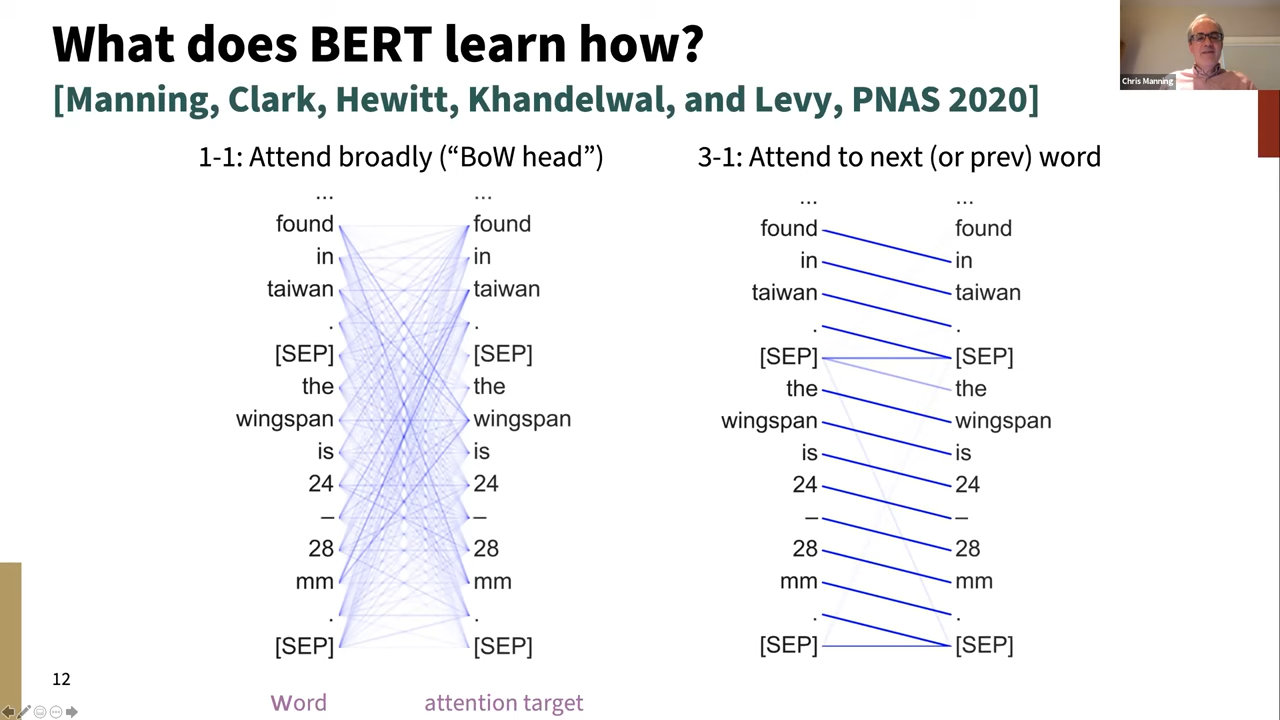 What does BERT learn how?
[Manning, Clark, Hewitt, Khandelwal, and Levy, PNAS 2020]
Chris Manning
1-1: Attend broadly (“BoW head”)
... ...
found found
in in
taiwan taiwan
. .
[SEP] [SEP]
the the
wingspan wingspan
is is
24 24
– –
28 28
mm mm
. .
[SEP] [SEP]
Word attention target
3-1: Attend to next (or prev) word
... ...
found found
in in
taiwan taiwan
. .
[SEP] [SEP]
the the
wingspan wingspan
is is
24 24
– –
28 28
mm mm
. .
[SEP] [SEP]
12